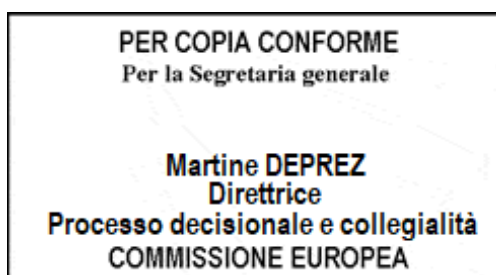 PER COPIA CONFORME
Per la Segretaria generale
Martine DEPREZ
Direttrice
Processo decisionale e collegialità
COMMISSIONE EUROPEA